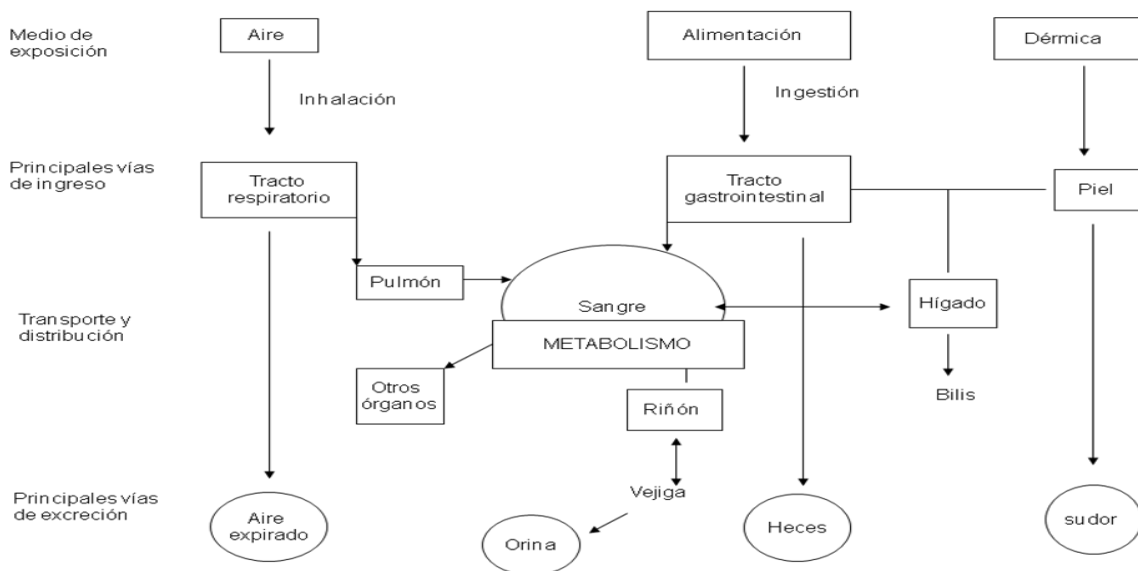 Medio de
exposición
Aire
Alimentación
Dérmica
Inhalación
Ingestión
Principales vías
de ingreso
Tracto
respiratorio
Tracto
gastrointestinal
Piel
Pulmón
Sangre
Hígado
Transporte y
distribución
METABOLISMO
Otros
órganos
Riñón
Bilis
Principales vías
de excreción
Vejiga
Aire
expirado
Orina
Heces
sudor